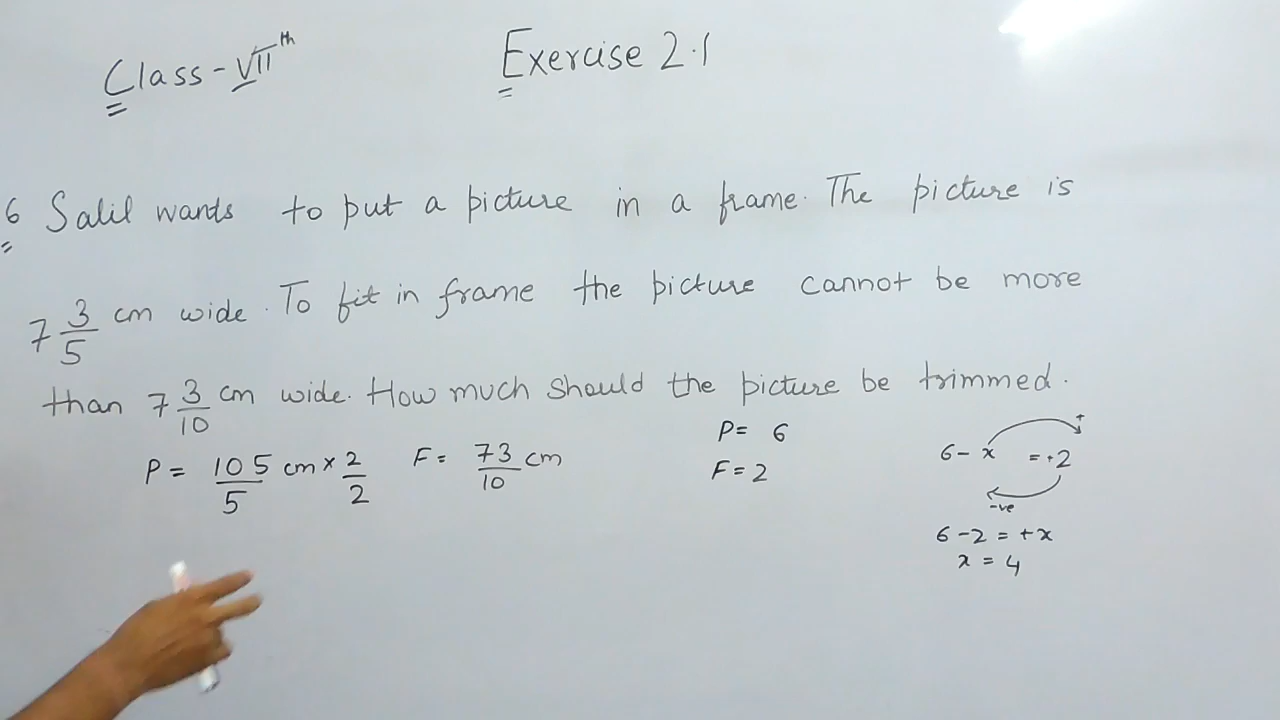 Class - VIIth
Exercise 2.1
6 Salil wants to put a picture in a frame. The picture is
7 3/5 cm wide. To fit in frame the picture cannot be more
than 7 3/10 cm wide. How much should the picture be trimmed.
P = 105/5 cm × 2/2
F = 73/10 cm
P = 6
F = 2
+
6 - x = +2
-ve
6 - 2 = +x
x = 4